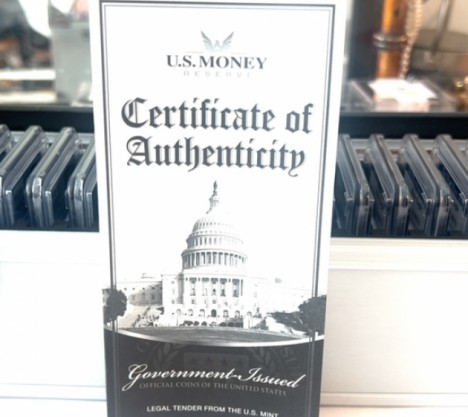 U.S. MONEY
RESERVE
Certificate of
Authenticity
Government-Issued
OFFICIAL COINS OF THE UNITED STATES
LEGAL TENDER FROM THE U.S. MINT